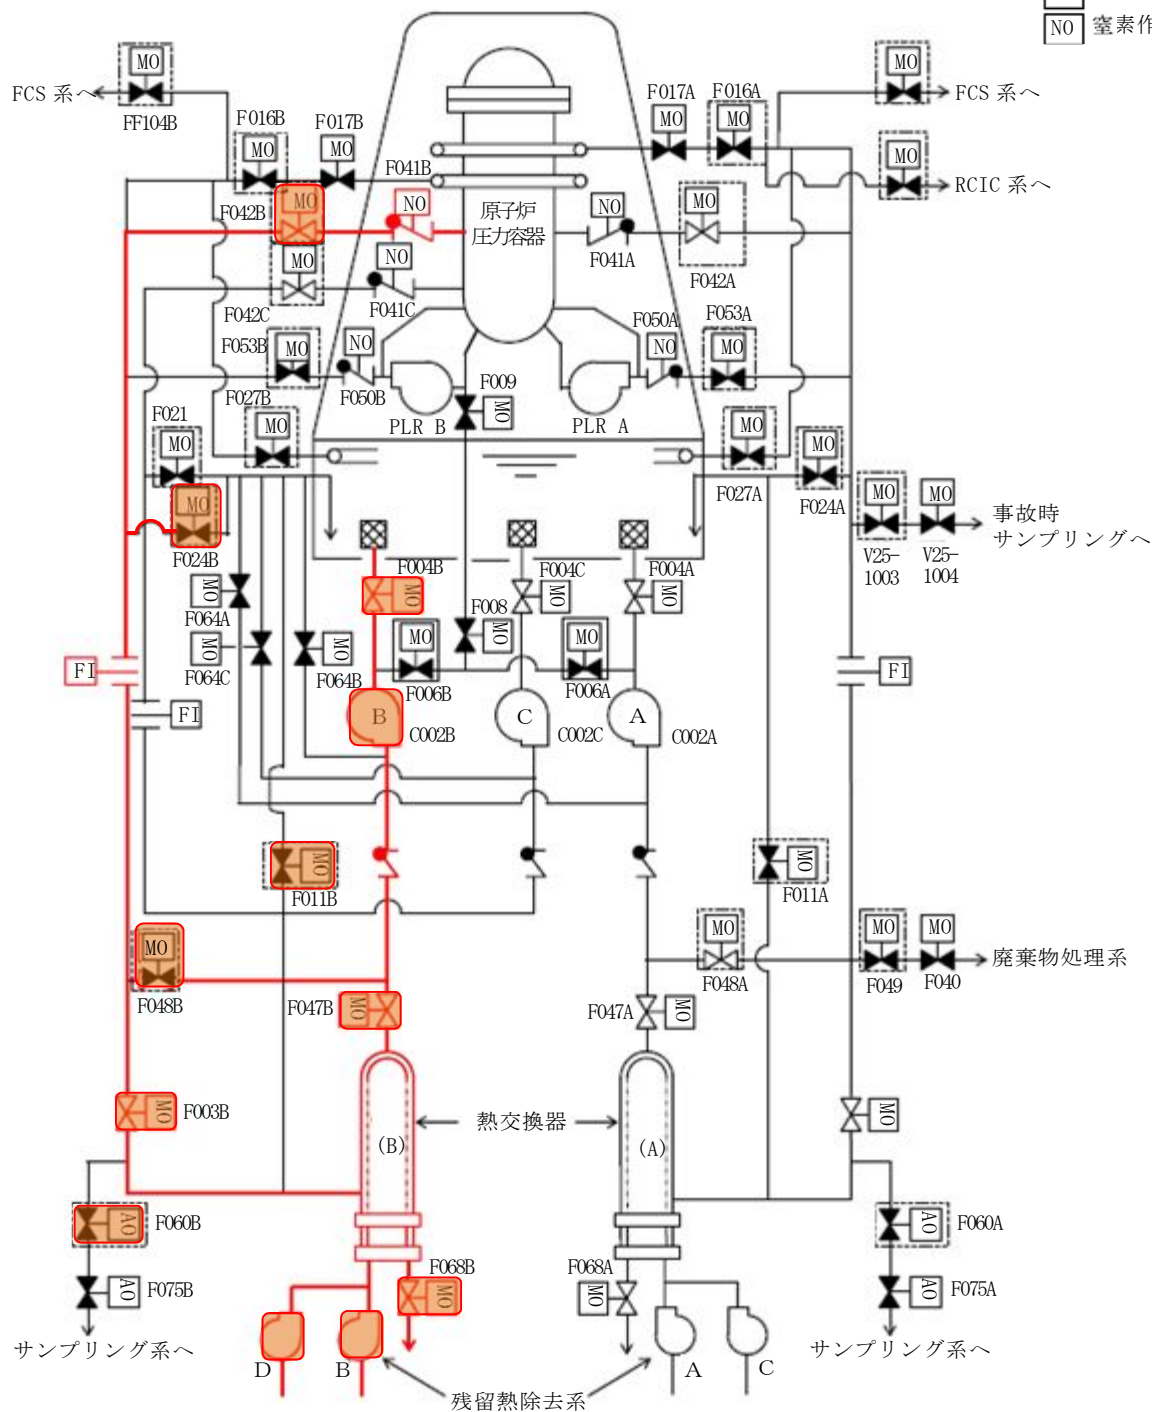 NO 窒素作
MO
MO
FCS 系へ
FF104B
F017A
F016A
FCS 系へ
MO
MO
F016B
F017B
MO
MO
F041B
MO
RCIC 系へ
MO
NO
原子炉
圧力容器
NO
MO
F042B
MO
NO
F041A
F042A
F041C
F042C
F050A
F053A
F053B
MO
NO
NO
MO
F050B
F009
MO
F027B
PLR B
PLR A
F021
MO
MO
MO
MO
F027A
F024A
MO
MO
MO
事故時
サンプリングへ
F024B
V25-
1003
V25-
1004
F004B
F004C
F004A
MO
MO
MO
MO
F064A
F008
MO
MO
MO
MO
MO
F064C
F064B
F006B
F006A
FI
FI
FI
B
C
A
C002B
C002C
C002A
MO
F011B
MO
F011A
MO
MO
MO
MO
廃棄物処理系
F048B
F048A
F049
F040
F047B
MO
F047A
MO
MO
F003B
MO
熱交換器
(B)
(A)
AO
F060B
AO
F060A
F068B
MO
F068A
MO
AO
F075B
AO
F075A
サンプリング系へ
サンプリング系へ
D
B
A
C
残留熱除去系